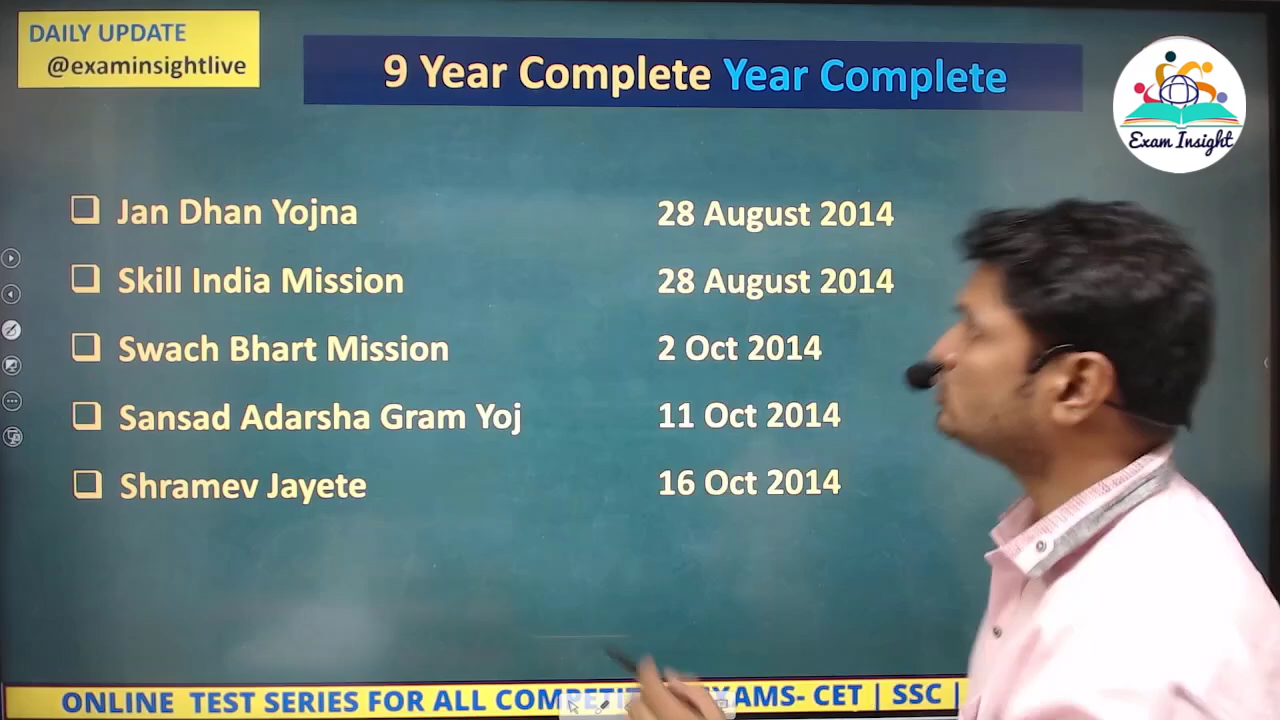 DAILY UPDATE
@examinsightlive
9 Year Complete Year Complete
Exam Insight
Jan Dhan Yojna 28 August 2014
Skill India Mission 28 August 2014
Swach Bhart Mission 2 Oct 2014
Sansad Adarsha Gram Yoj 11 Oct 2014
Shramev Jayete 16 Oct 2014
ONLINE TEST SERIES FOR ALL COMPETIT EXAMS- CET | SSC |